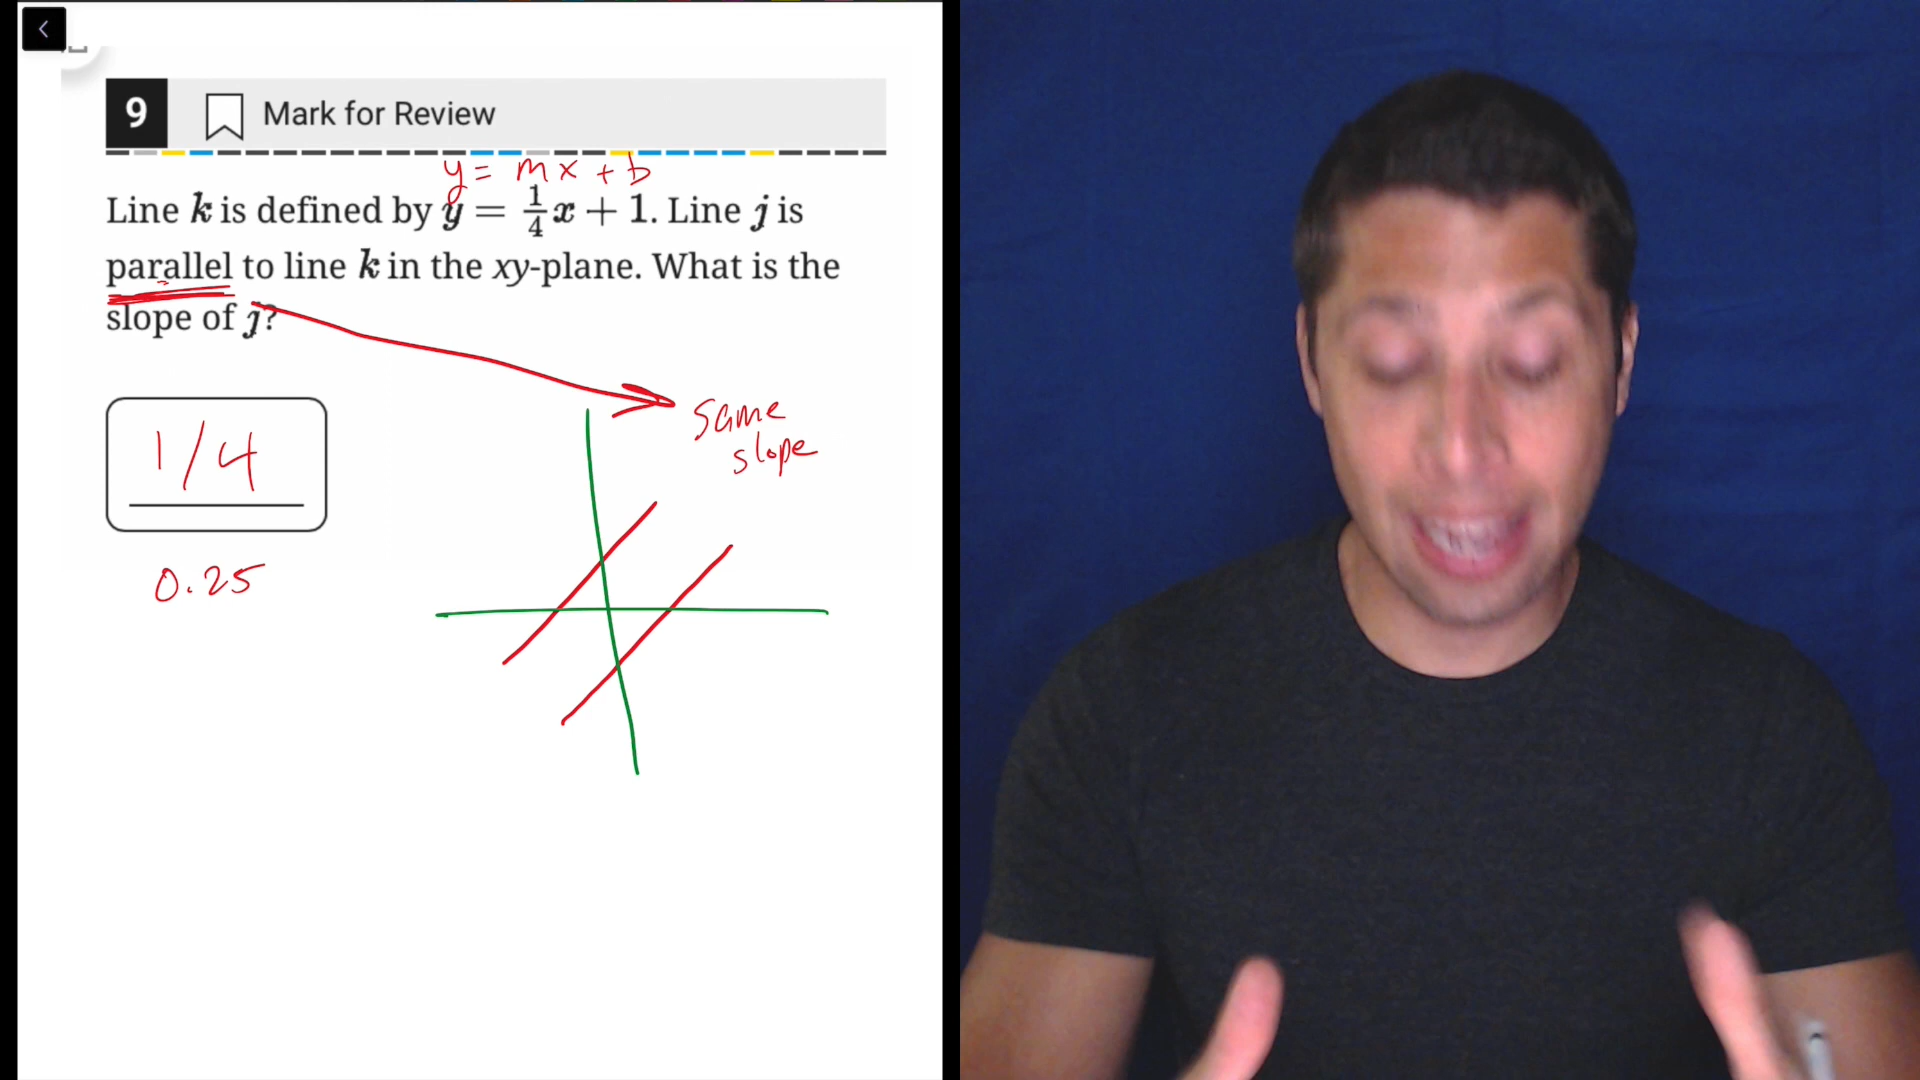 9 Mark for Review
y = mx + b
Line k is defined by y = 1/4 x + 1. Line j is
parallel to line k in the xy-plane. What is the
slope of j?
same
slope
1/4
0.25